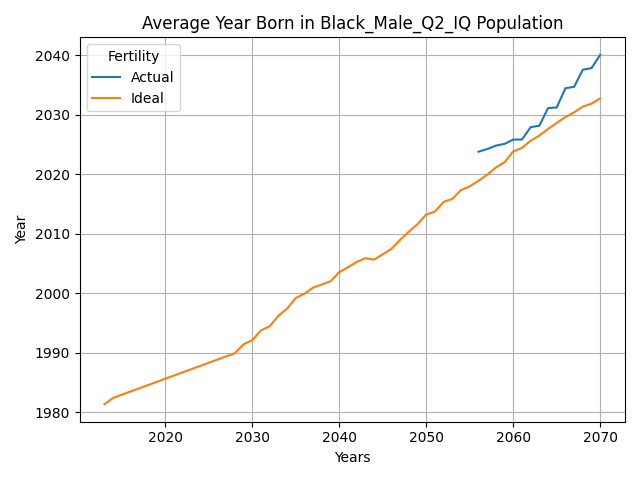 Average Year Born in Black_Male_Q2_IQ Population
Fertility
Actual
Ideal
Year
2040
2030
2020
2010
2000
1990
1980
2020 2030 2040 2050 2060 2070
Years